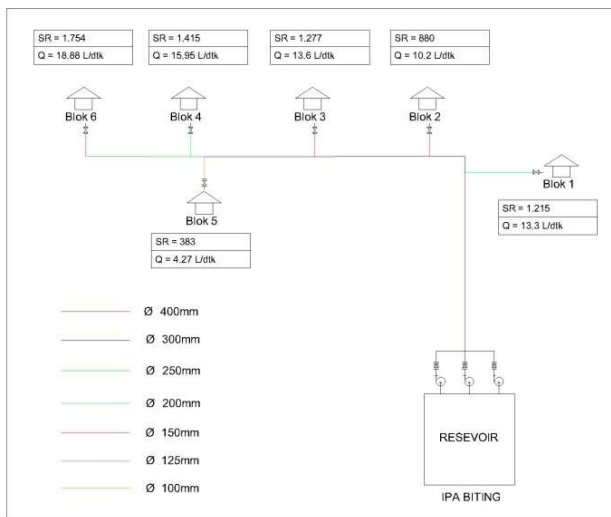 SR = 1.754
Q = 18.88 L/dtk
SR = 1.415
Q = 15.95 L/dtk
SR = 1.277
Q = 13.6 L/dtk
SR = 880
Q = 10.2 L/dtk
Blok 6
Blok 4
Blok 3
Blok 2
Blok 1
SR = 1.215
Q = 13.3 L/dtk
Blok 5
SR = 383
Q = 4.27 L/dtk
Ø 400mm
Ø 300mm
Ø 250mm
Ø 200mm
Ø 150mm
Ø 125mm
Ø 100mm
RESEVOIR
IPA BITING